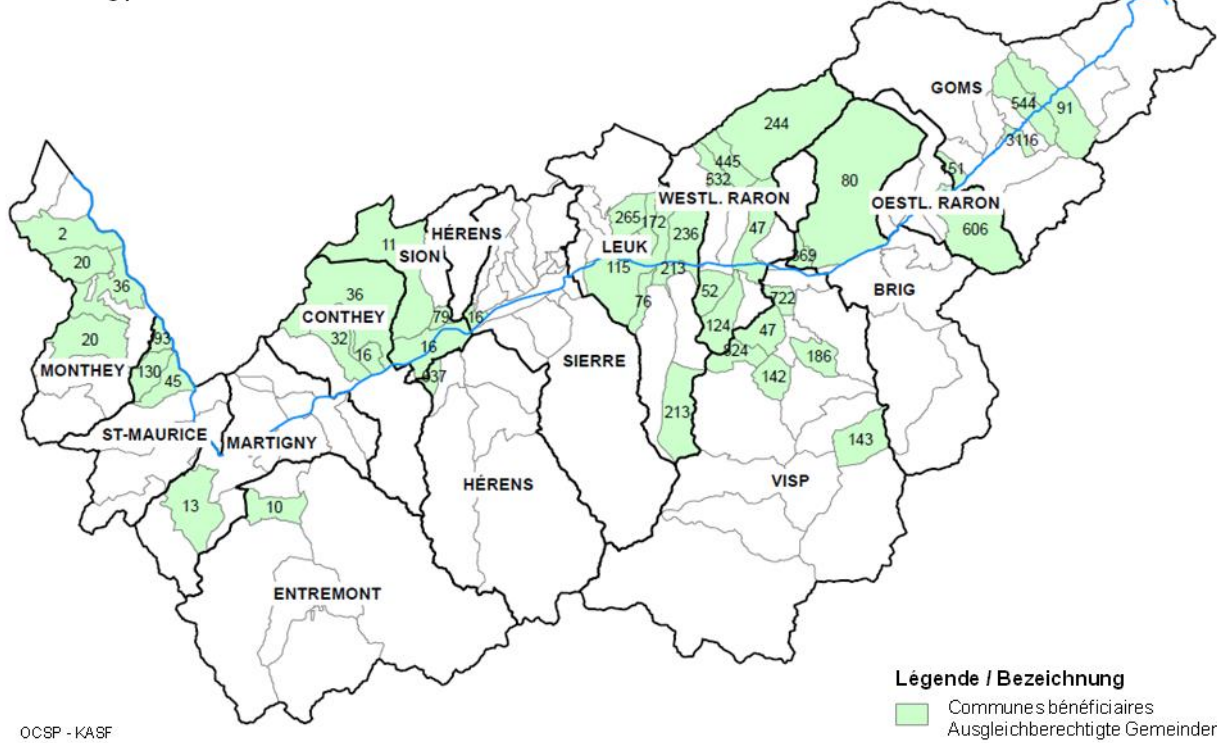 GOMS
544
91
3116
244
445
532
80
51
WESTL. RARON
OESTL. RARON
265
172
236
47
606
2
11
HÉRENS
SION
LEUK
20
115
213
369
36
36
76
52
722
BRIG
CONTHEY
79
16
124
47
20
93
32
16
16
SIERRE
324
186
MONTHEY
130
45
437
142
213
ST-MAURICE
MARTIGNY
143
HÉRENS
VISP
13
10
ENTREMONT
Légende / Bezeichnung
Communes bénéficiaires
Ausgleichberechtigte Gemeinden
OCSP - KASF